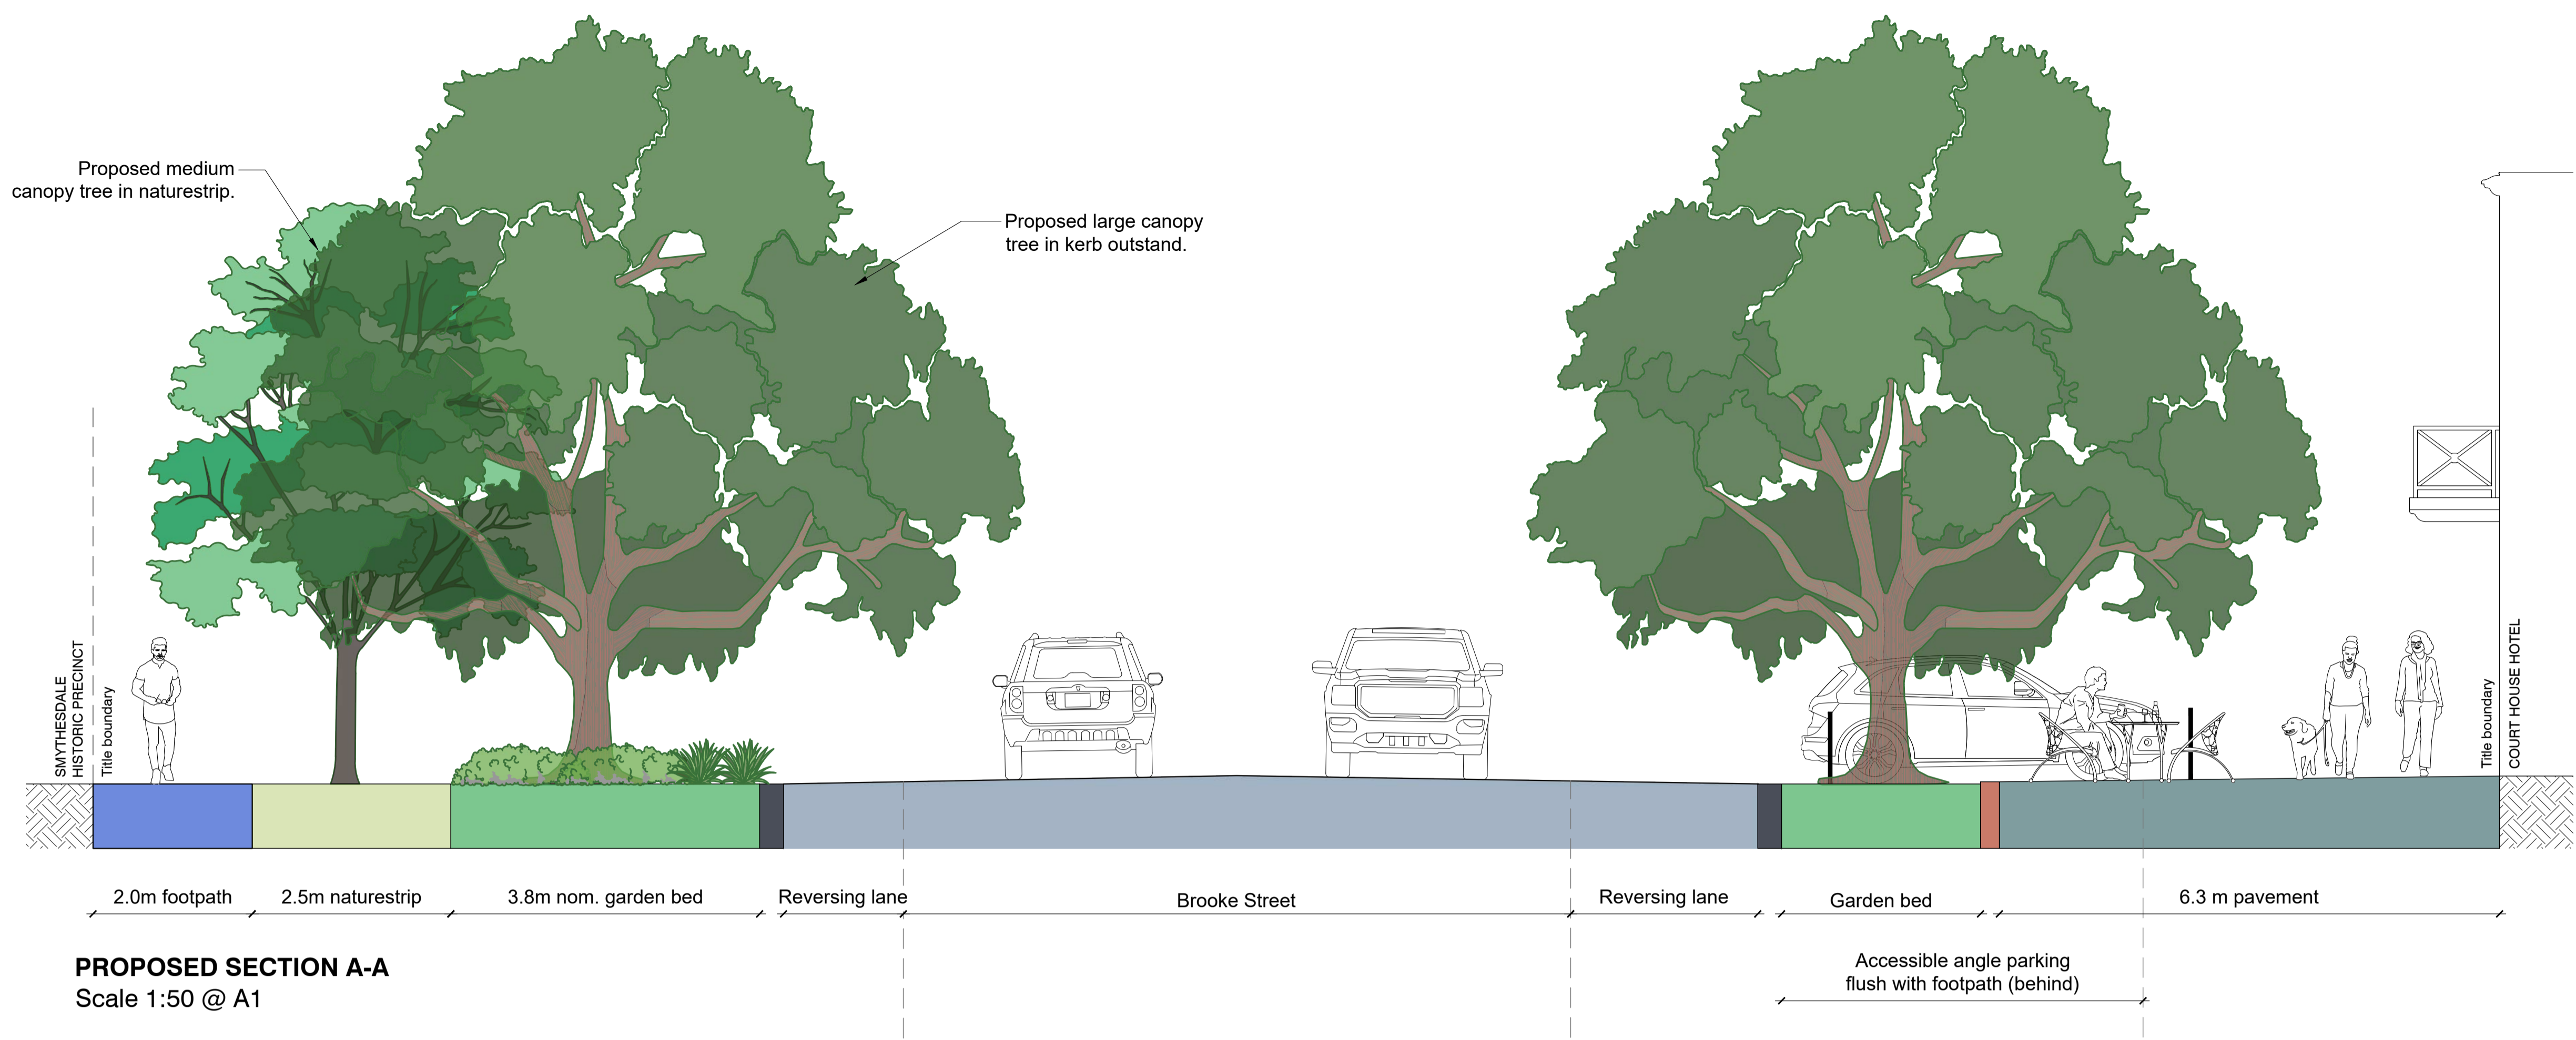 Proposed medium
canopy tree in naturestrip.
Proposed large canopy
tree in kerb outstand.
SMYTHESDALE
HISTORIC PRECINCT
Title boundary
Title boundary
COURT HOUSE HOTEL
2.0m footpath
2.5m naturestrip
3.8m nom. garden bed
Reversing lane
Brooke Street
Reversing lane
Garden bed
6.3 m pavement
Accessible angle parking
flush with footpath (behind)
PROPOSED SECTION A-A
Scale 1:50 @ A1